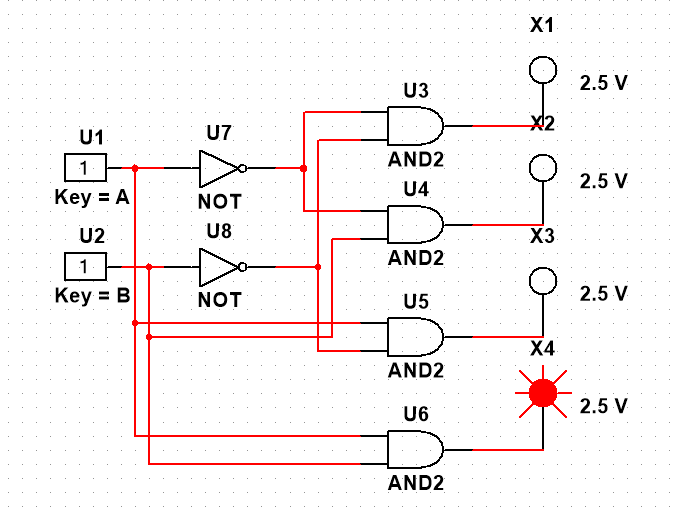 X1
2.5 V
U3
AND2
X2
2.5 V
U1
1
Key = A
U7
NOT
U4
AND2
X3
2.5 V
U2
1
Key = B
U8
NOT
U5
AND2
X4
2.5 V
U6
AND2